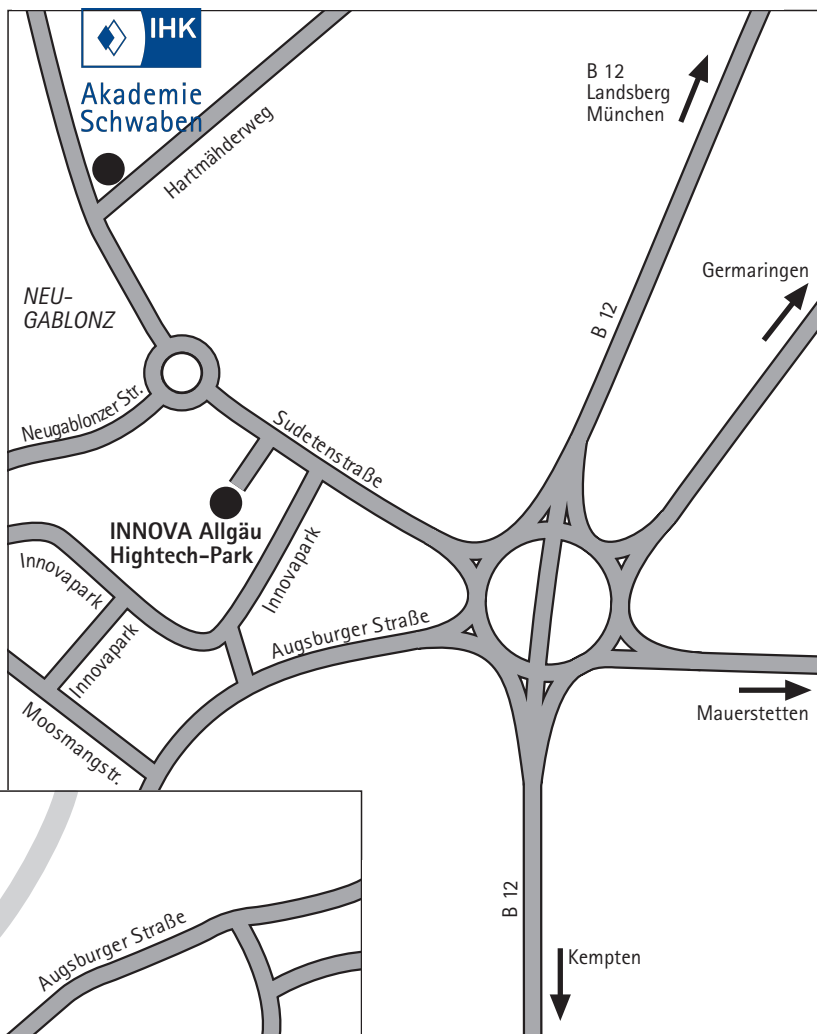 IHK
Akademie
Schwaben
Hartmähderweg
B 12
Landsberg
München
Germaringen
B 12
NEU-
GABLONZ
Neugablonzer Str.
Sudetenstraße
INNOVA Allgäu
Hightech-Park
Innovapark
Innovapark
Innovapark
Augsburger Straße
Moosmangstr.
Mauerstetten
B 12
Augsburger Straße
Kempten